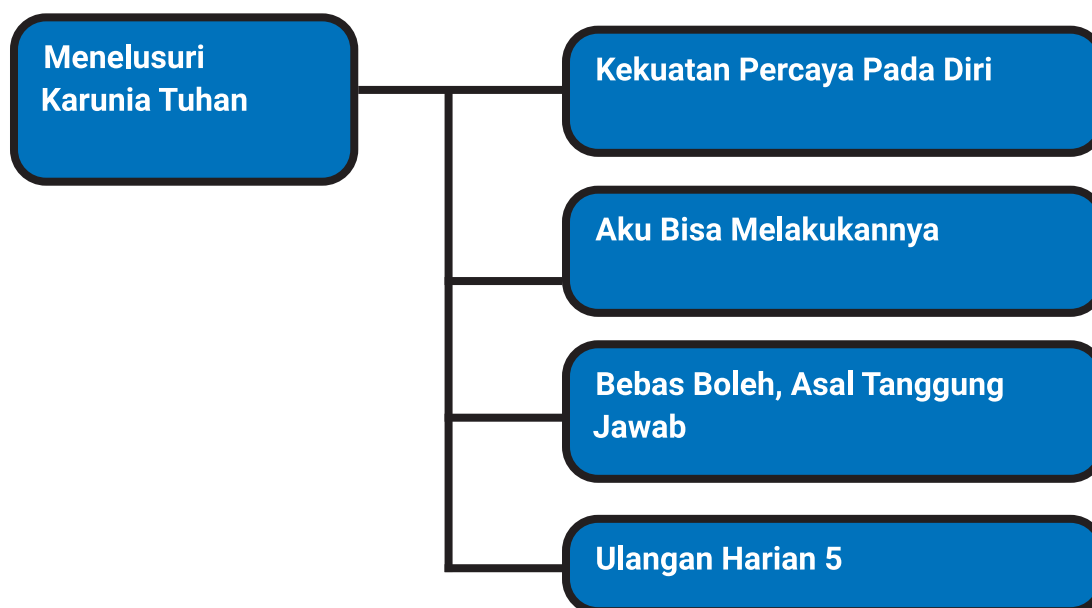 Menelusuri
Karunia Tuhan
Kekuatan Percaya Pada Diri
Aku Bisa Melakukannya
Bebas Boleh, Asal Tanggung
Jawab
Ulangan Harian 5